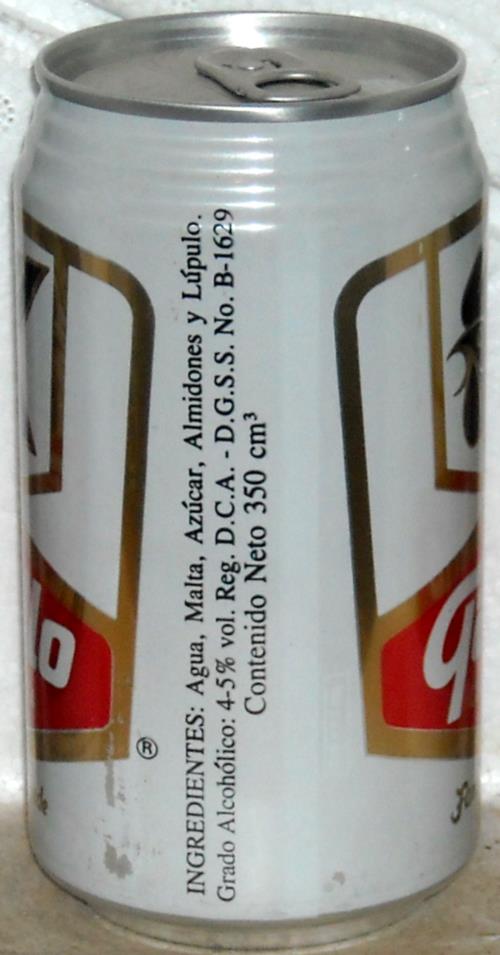 INGREDIENTES: Agua, Malta, Azúcar, Almidones y Lúpulo.
Grado Alcohólico: 4-5% vol. Reg. D.C.A. - D.G.S.S. No. B-1629
Contenido Neto 350 cm³
®